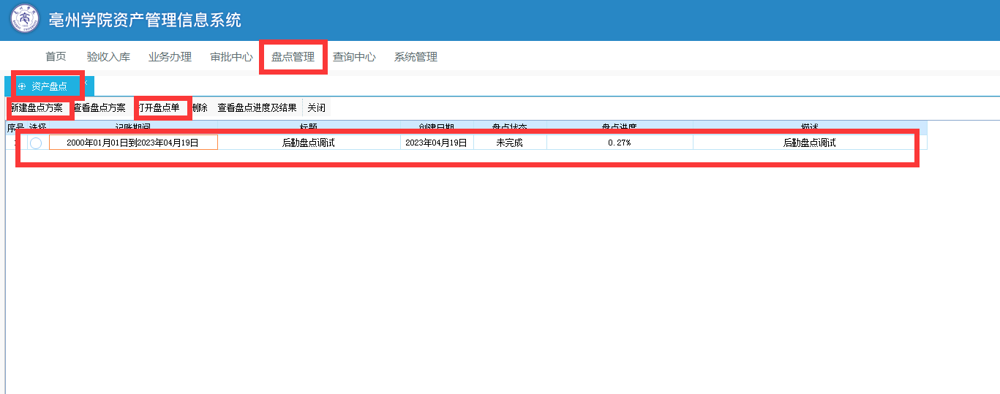 亳州学院资产管理信息系统
首页 验收入库 业务办理 审批中心 盘点管理 查询中心 系统管理
资产盘点
新建盘点方案 查看盘点方案 打开盘点单 删除 查看盘点进度及结果 关闭
序号 选择 记账期间 标题 创建日期 盘点状态 盘点进度 描述
2000年01月01日到2023年04月19日 后勤盘点调试 2023年04月19日 未完成 0.27% 后勤盘点调试